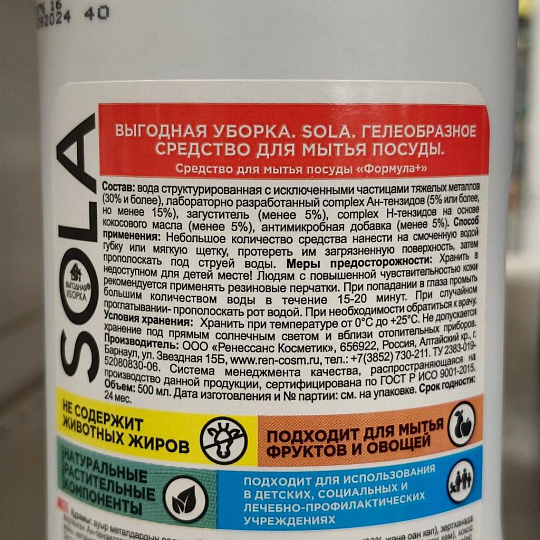 2024 40
SOLA
ВЫГОДНАЯ
УБОРКА
ВЫГОДНАЯ УБОРКА. SOLA. ГЕЛЕОБРАЗНОЕ
СРЕДСТВО ДЛЯ МЫТЬЯ ПОСУДЫ.
Средство для мытья посуды «Формула+»
Состав: вода структурированная с исключенными частицами тяжелых металлов
(30% и более), лабораторно разработанный complex Ан-тензидов (5% или более,
но менее 15%), загуститель (менее 5%), complex Н-тензидов на основе
кокосового масла (менее 5%), антимикробная добавка (менее 5%). Способ
применения: Небольшое количество средства нанести на смоченную водой
губку или мягкую щетку, протереть им загрязненную поверхность, затем
прополоскать под струей воды. Меры предосторожности: Хранить в
недоступном для детей месте! Людям с повышенной чувствительностью кожи
рекомендуется применять резиновые перчатки. При попадании в глаза промыть
большим количеством воды в течение 15-20 минут. При случайном
проглатывании- прополоскать рот водой. При необходимости обратиться к врачу.
Условия хранения: Хранить при температуре от 0°С до +25°С. Не допускается
хранение под прямым солнечным светом и вблизи отопительных приборов.
Производитель: ООО «Ренессанс Косметик», 656922, Россия, Алтайский кр., г.
Барнаул, ул. Звездная 15Б, www.ren-cosm.ru, тел.: +7(3852) 730-211. ТУ 2383-019-
52080830-06. Система менеджмента качества, распространяющаяся на
производство данной продукции, сертифицирована по ГОСТ Р ИСО 9001-2015.
Объем: 500 мл. Дата изготовления и № партии: см. на упаковке. Срок годности:
24 мес.
НЕ СОДЕРЖИТ
ЖИВОТНЫХ ЖИРОВ
ПОДХОДИТ ДЛЯ МЫТЬЯ
ФРУКТОВ И ОВОЩЕЙ
НАТУРАЛЬНЫЕ
РАСТИТЕЛЬНЫЕ
КОМПОНЕНТЫ
ПОДХОДИТ ДЛЯ ИСПОЛЬЗОВАНИЯ
В ДЕТСКИХ, СОЦИАЛЬНЫХ И
ЛЕЧЕБНО-ПРОФИЛАКТИЧЕСКИХ
УЧРЕЖДЕНИЯХ
Құрамы: ауыр металдардың